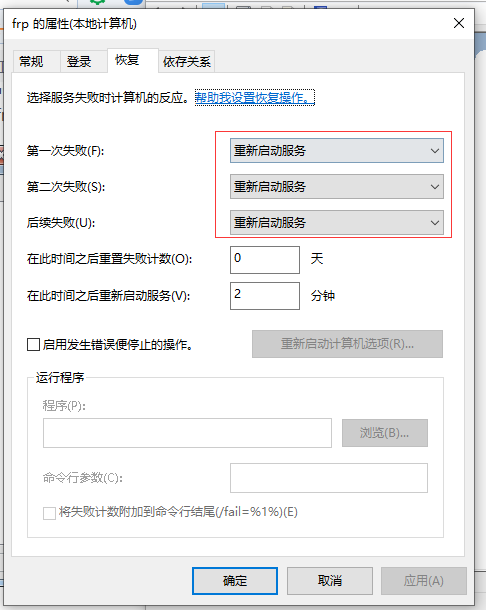 frp 的属性(本地计算机)
常规 登录 恢复 依存关系
选择服务失败时计算机的反应。帮助我设置恢复操作。
第一次失败(F): 重新启动服务
第二次失败(S): 重新启动服务
后续失败(U): 重新启动服务
在此时间之后重置失败计数(O): 0 天
在此时间之后重新启动服务(V): 2 分钟
启用发生错误便停止的操作。 重新启动计算机选项(R)...
运行程序
程序(P):
浏览(B)...
命令行参数(C):
将失败计数附加到命令行结尾(/fail=%1%)(E)
确定 取消 应用(A)